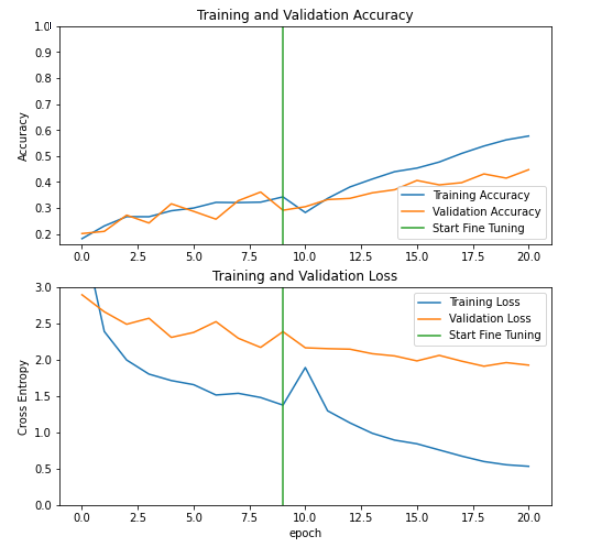 Training and Validation Accuracy
1.0
0.9
0.8
0.7
0.6
0.5
0.4
0.3
0.2
Accuracy
Training Accuracy
Validation Accuracy
Start Fine Tuning
0.0 2.5 5.0 7.5 10.0 12.5 15.0 17.5 20.0
Training and Validation Loss
3.0
2.5
2.0
1.5
1.0
0.5
0.0
Cross Entropy
Training Loss
Validation Loss
Start Fine Tuning
0.0 2.5 5.0 7.5 10.0 12.5 15.0 17.5 20.0
epoch